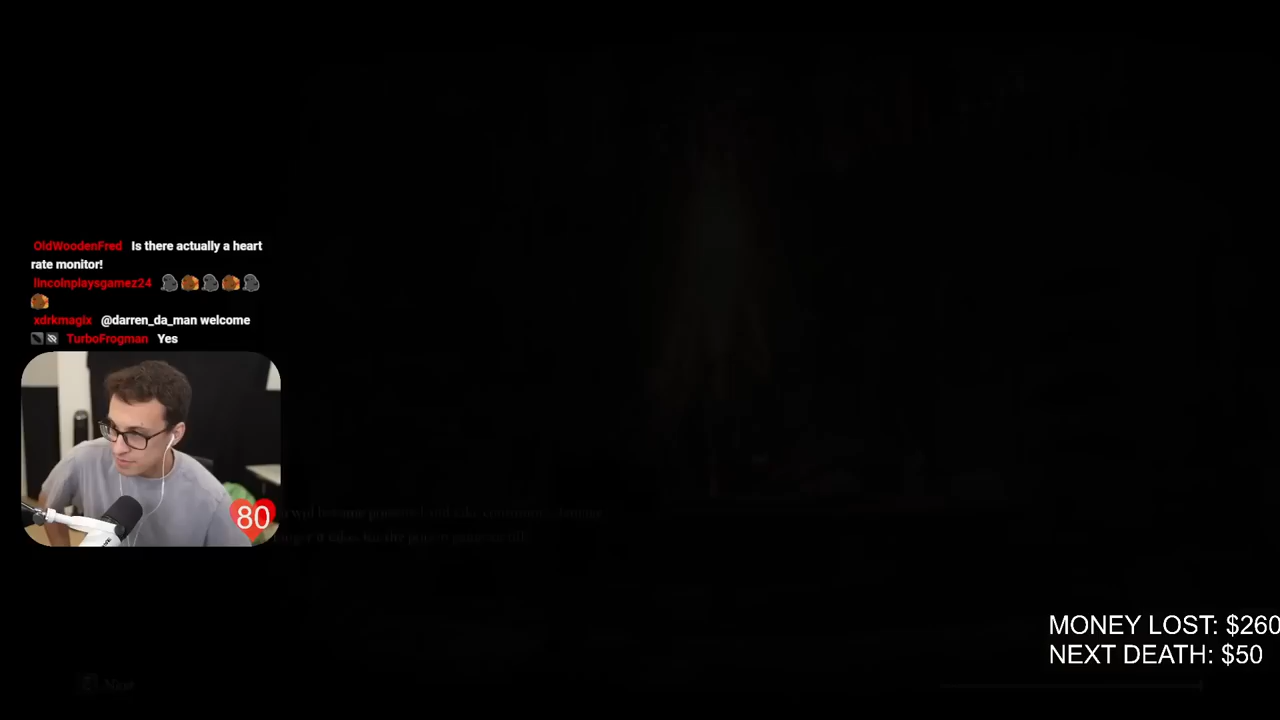 OldWoodenFred Is there actually a heart
rate monitor!
lincolnplaysgamez24
xdrkmagix @darren_da_man welcome
TurboFrogman Yes
80
MONEY LOST: $260
NEXT DEATH: $50